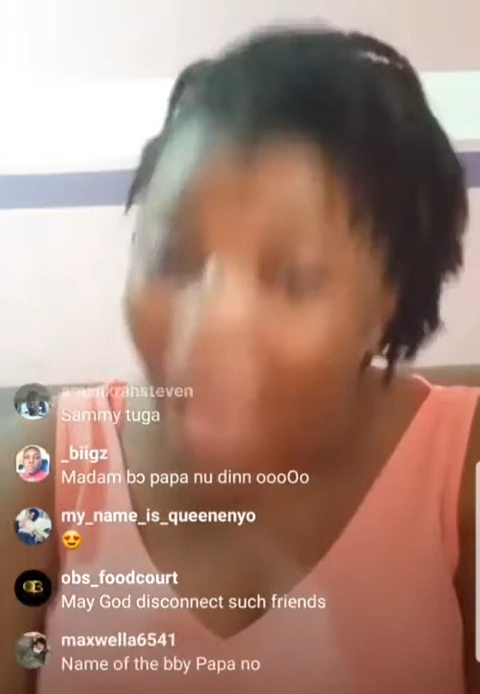 Sammy tuga
_biigz
Madam bɔ papa nu dinn oooOo
my_name_is_queenenyo
obs_foodcourt
May God disconnect such friends
maxwella6541
Name of the bby Papa no